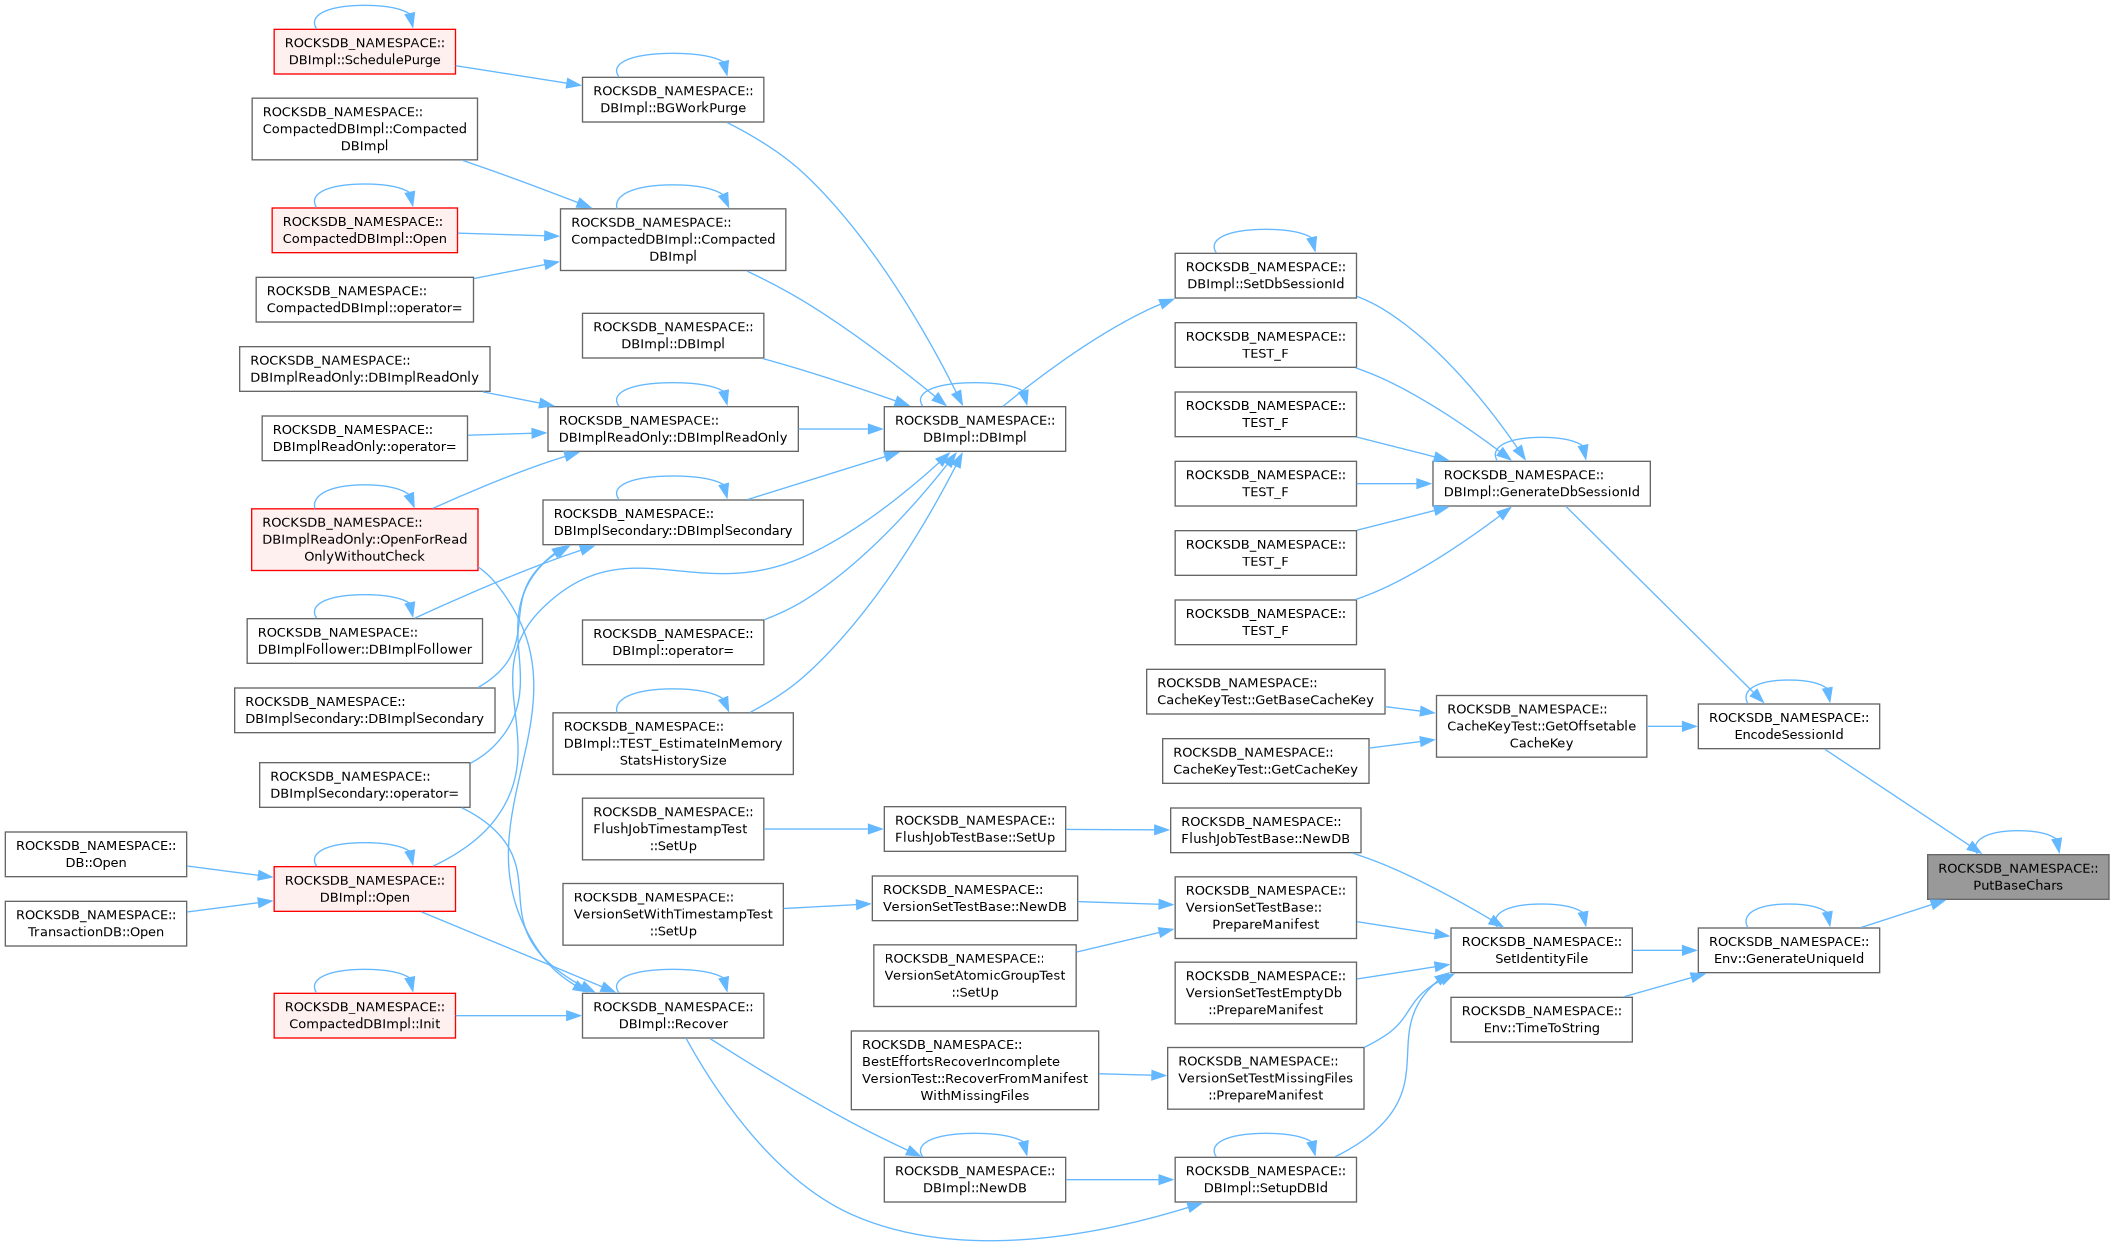 ROCKSDB_NAMESPACE::
DBImpl::SchedulePurge
ROCKSDB_NAMESPACE::
CompactedDBImpl::Compacted
DBImpl
ROCKSDB_NAMESPACE::
CompactedDBImpl::Open
ROCKSDB_NAMESPACE::
CompactedDBImpl::operator=
ROCKSDB_NAMESPACE::
DBImplReadOnly::DBImplReadOnly
ROCKSDB_NAMESPACE::
DBImplReadOnly::operator=
ROCKSDB_NAMESPACE::
DBImplReadOnly::OpenForRead
OnlyWithoutCheck
ROCKSDB_NAMESPACE::
DBImplFollower::DBImplFollower
ROCKSDB_NAMESPACE::
DBImplSecondary::DBImplSecondary
ROCKSDB_NAMESPACE::
DBImplSecondary::operator=
ROCKSDB_NAMESPACE::
DB::Open
ROCKSDB_NAMESPACE::
TransactionDB::Open
ROCKSDB_NAMESPACE::
DBImpl::Open
ROCKSDB_NAMESPACE::
CompactedDBImpl::Init
ROCKSDB_NAMESPACE::
DBImpl::BGWorkPurge
ROCKSDB_NAMESPACE::
CompactedDBImpl::Compacted
DBImpl
ROCKSDB_NAMESPACE::
DBImpl::DBImpl
ROCKSDB_NAMESPACE::
DBImplReadOnly::DBImplReadOnly
ROCKSDB_NAMESPACE::
DBImplSecondary::DBImplSecondary
ROCKSDB_NAMESPACE::
DBImpl::operator=
ROCKSDB_NAMESPACE::
DBImpl::TEST_EstimateInMemory
StatsHistorySize
ROCKSDB_NAMESPACE::
FlushJobTimestampTest
::SetUp
ROCKSDB_NAMESPACE::
VersionSetWithTimestampTest
::SetUp
ROCKSDB_NAMESPACE::
DBImpl::Recover
ROCKSDB_NAMESPACE::
DBImpl::DBImpl
ROCKSDB_NAMESPACE::
FlushJobTestBase::SetUp
ROCKSDB_NAMESPACE::
VersionSetTestBase::NewDB
ROCKSDB_NAMESPACE::
VersionSetAtomicGroupTest
::SetUp
ROCKSDB_NAMESPACE::
BestEffortsRecoverIncomplete
VersionTest::RecoverFromManifest
WithMissingFiles
ROCKSDB_NAMESPACE::
DBImpl::NewDB
ROCKSDB_NAMESPACE::
DBImpl::SetDbSessionId
ROCKSDB_NAMESPACE::
TEST_F
ROCKSDB_NAMESPACE::
TEST_F
ROCKSDB_NAMESPACE::
TEST_F
ROCKSDB_NAMESPACE::
TEST_F
ROCKSDB_NAMESPACE::
TEST_F
ROCKSDB_NAMESPACE::
CacheKeyTest::GetBaseCacheKey
ROCKSDB_NAMESPACE::
CacheKeyTest::GetCacheKey
ROCKSDB_NAMESPACE::
FlushJobTestBase::NewDB
ROCKSDB_NAMESPACE::
VersionSetTestBase::
PrepareManifest
ROCKSDB_NAMESPACE::
VersionSetTestEmptyDb
::PrepareManifest
ROCKSDB_NAMESPACE::
VersionSetTestMissingFiles
::PrepareManifest
ROCKSDB_NAMESPACE::
DBImpl::SetupDBId
ROCKSDB_NAMESPACE::
DBImpl::GenerateDbSessionId
ROCKSDB_NAMESPACE::
CacheKeyTest::GetOffsetable
CacheKey
ROCKSDB_NAMESPACE::
SetIdentityFile
ROCKSDB_NAMESPACE::
Env::TimeToString
ROCKSDB_NAMESPACE::
EncodeSessionId
ROCKSDB_NAMESPACE::
Env::GenerateUniqueId
ROCKSDB_NAMESPACE::
PutBaseChars